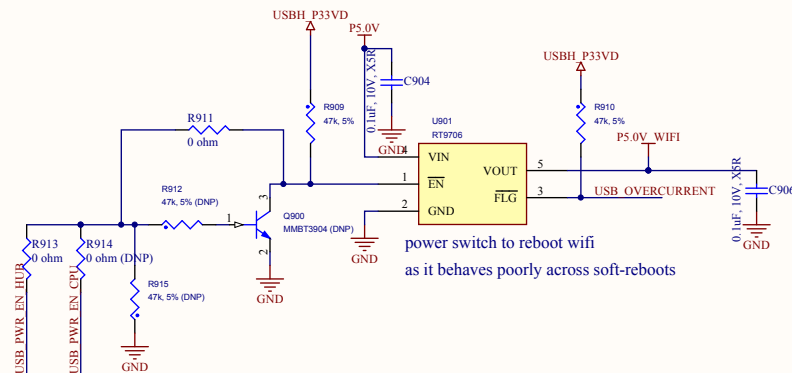 USBH_P33VD
P5.0V
0.1uF, 10V, X5R
C904
GND
R909
47k, 5%
R911
0 ohm
USBH_P33VD
R910
47k, 5%
U901
RT9706
P5.0V_WIFI
4
VIN
VOUT
5
1
EN
FLG
3
USB_OVERCURRENT
2
GND
GND
0.1uF, 10V, X5R
C906
GND
R912
47k, 5% (DNP)
1
3
2
Q900
MMBT3904 (DNP)
GND
power switch to reboot wifi
as it behaves poorly across soft-reboots
R913
0 ohm
R914
0 ohm (DNP)
R915
47k, 5% (DNP)
GND
USB_PWR_EN_HUB
USB_PWR_EN_CPU